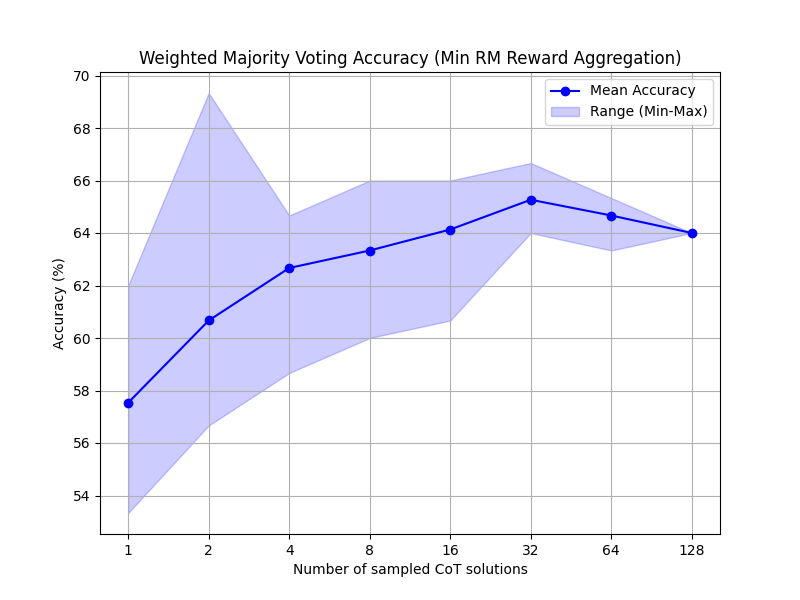 Weighted Majority Voting Accuracy (Min RM Reward Aggregation)
Mean Accuracy
Range (Min-Max)
Accuracy (%)
70
68
66
64
62
60
58
56
54
1 2 4 8 16 32 64 128
Number of sampled CoT solutions